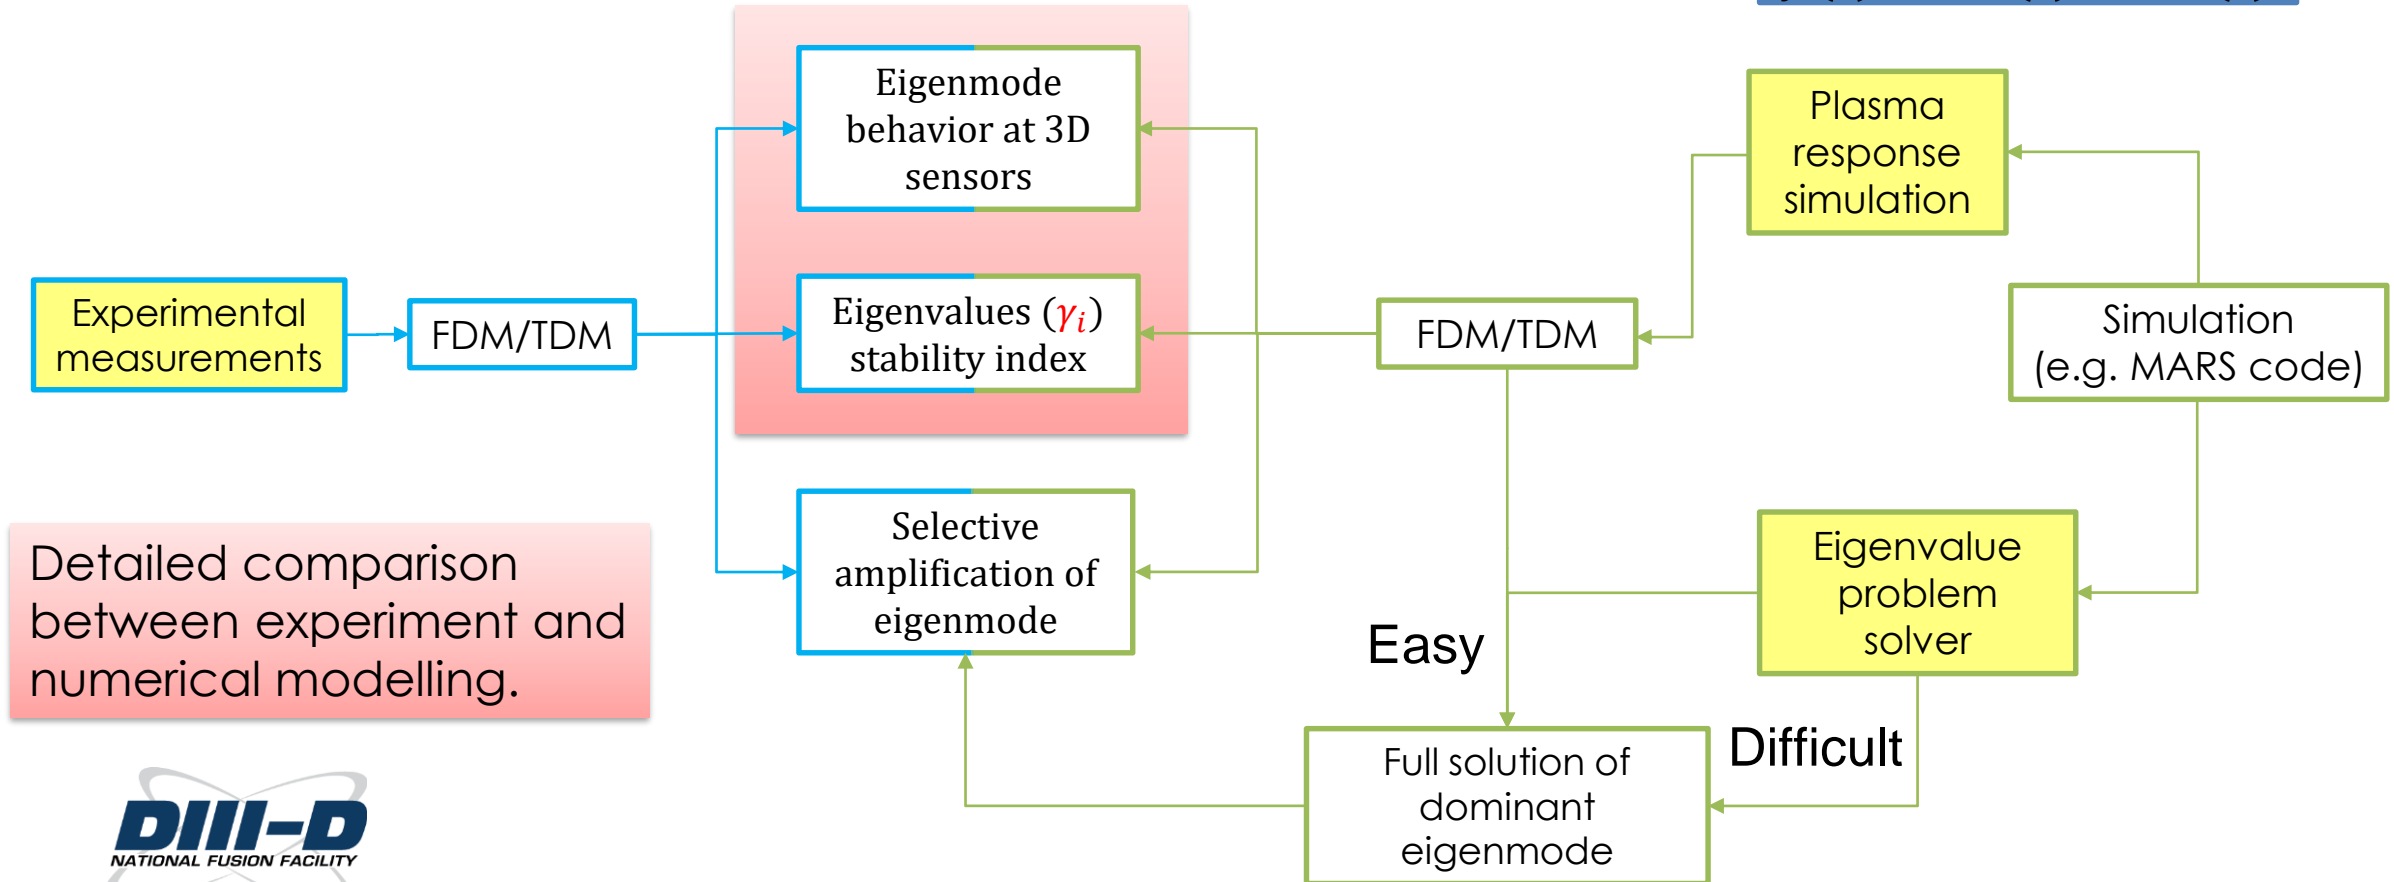 Eigenmode
behavior at 3D
sensors
Plasma
response
simulation
Experimental
measurements
FDM/TDM
Eigenvalues (γᵢ)
stability index
FDM/TDM
Simulation
(e.g. MARS code)
Selective
amplification of
eigenmode
Eigenvalue
problem
solver
Detailed comparison
between experiment and
numerical modelling.
Easy
Difficult
Full solution of
dominant
eigenmode
DIII-D
NATIONAL FUSION FACILITY